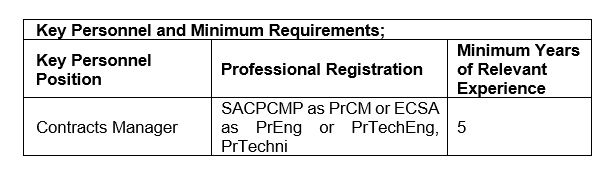 Key Personnel and Minimum Requirements;
Key Personnel Position
Professional Registration
Minimum Years of Relevant Experience
Contracts Manager
SACPCMP as PrCM or ECSA
as PrEng or PrTechEng,
PrTechni
5